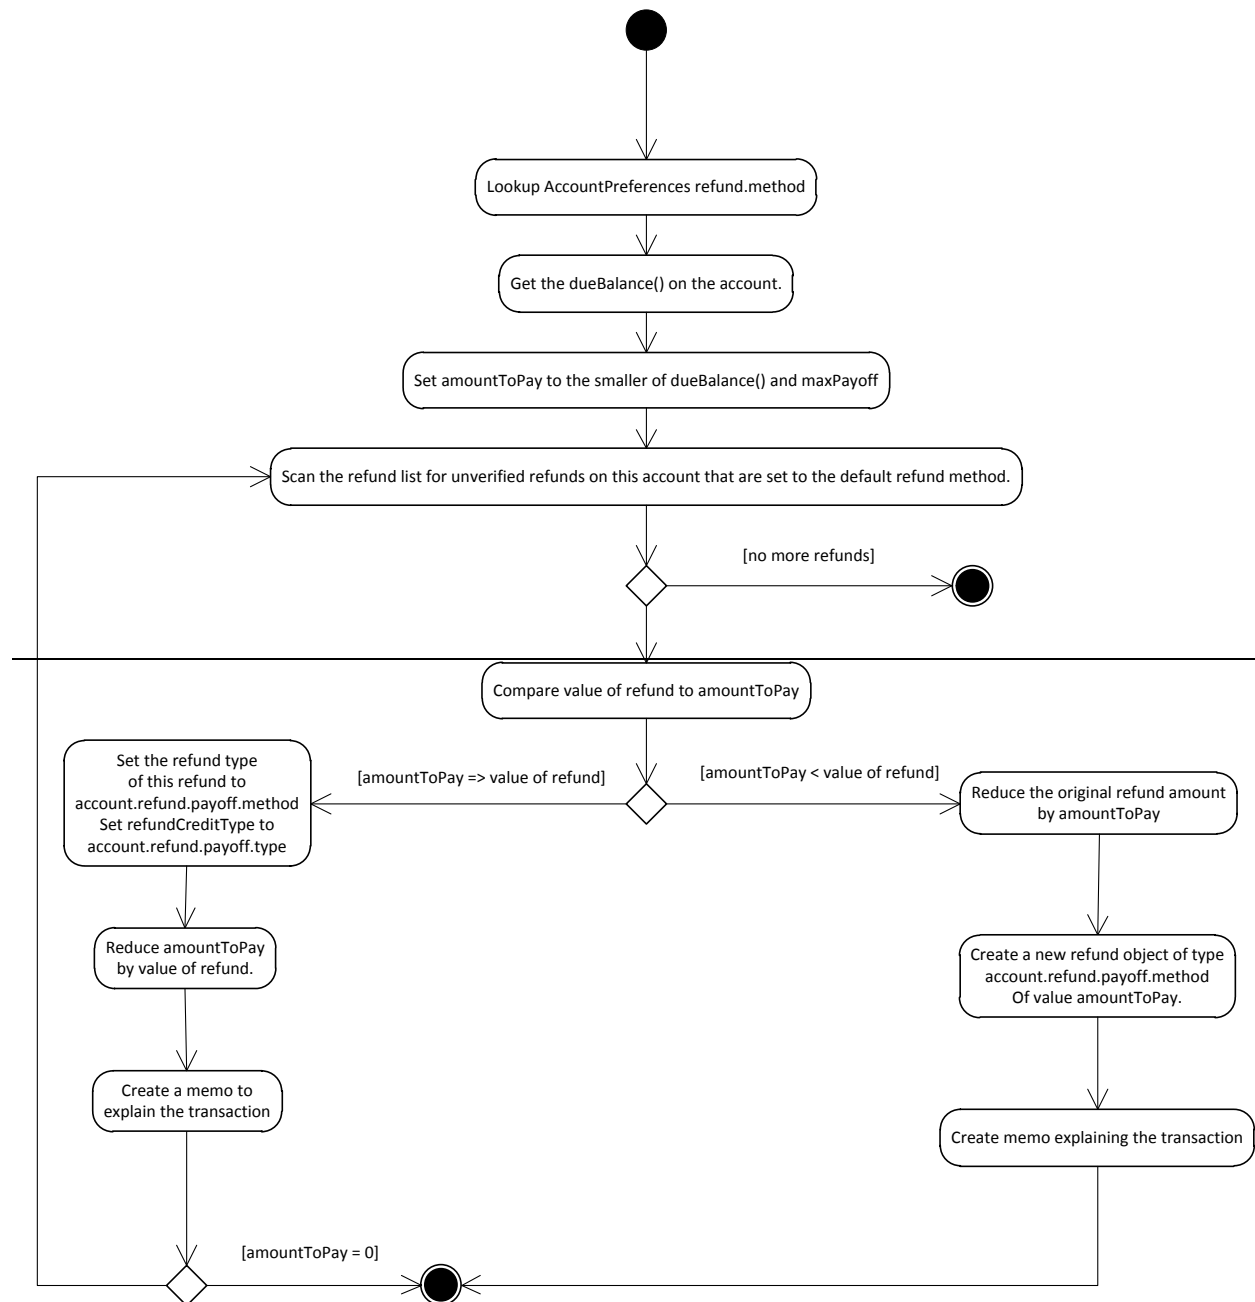 Lookup AccountPreferences refund.method
Get the dueBalance() on the account.
Set amountToPay to the smaller of dueBalance() and maxPayoff
Scan the refund list for unverified refunds on this account that are set to the default refund method.
[no more refunds]
Compare value of refund to amountToPay
[amountToPay => value of refund]
[amountToPay < value of refund]
Set the refund type
of this refund to
account.refund.payoff.method
Set refundCreditType to
account.refund.payoff.type
Reduce the original refund amount
by amountToPay
Reduce amountToPay
by value of refund.
Create a new refund object of type
account.refund.payoff.method
Of value amountToPay.
Create a memo to
explain the transaction
Create memo explaining the transaction
[amountToPay = 0]